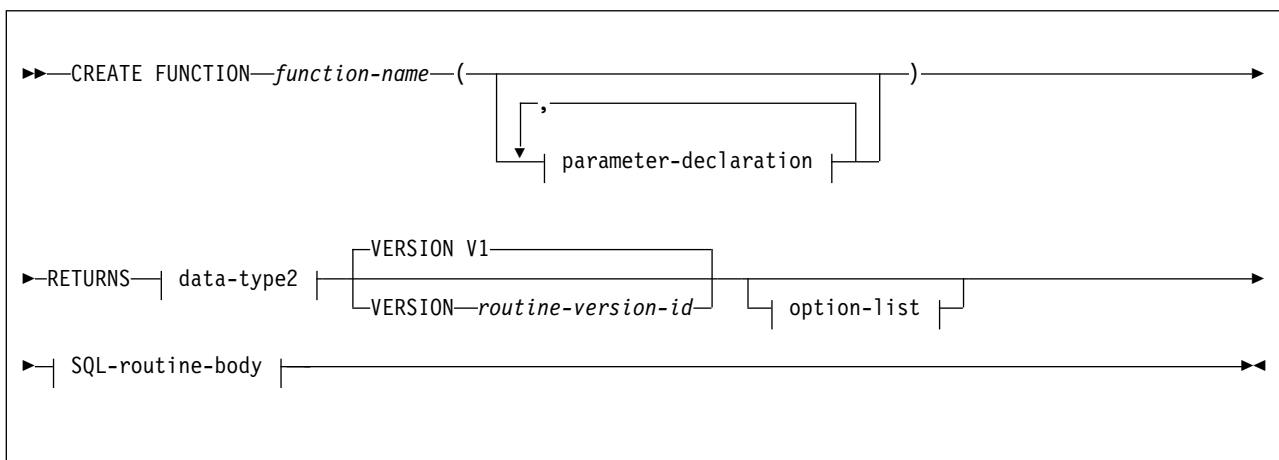 CREATE FUNCTION function-name ( )
,
parameter-declaration
VERSION V1
RETURNS data-type2
VERSION routine-version-id
option-list
SQL-routine-body